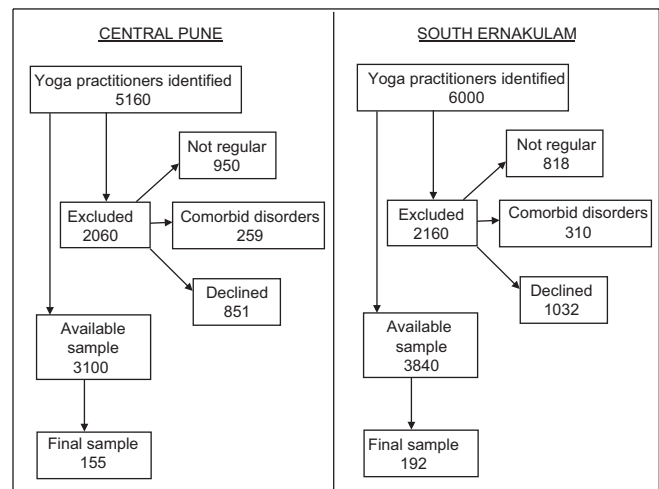 CENTRAL PUNE
Yoga practitioners identified
5160
Not regular
950
Excluded
2060
Comorbid disorders
259
Declined
851
Available
sample
3100
Final sample
155
SOUTH ERNAKULAM
Yoga practitioners identified
6000
Not regular
818
Excluded
2160
Comorbid disorders
310
Declined
1032
Available
sample
3840
Final sample
192